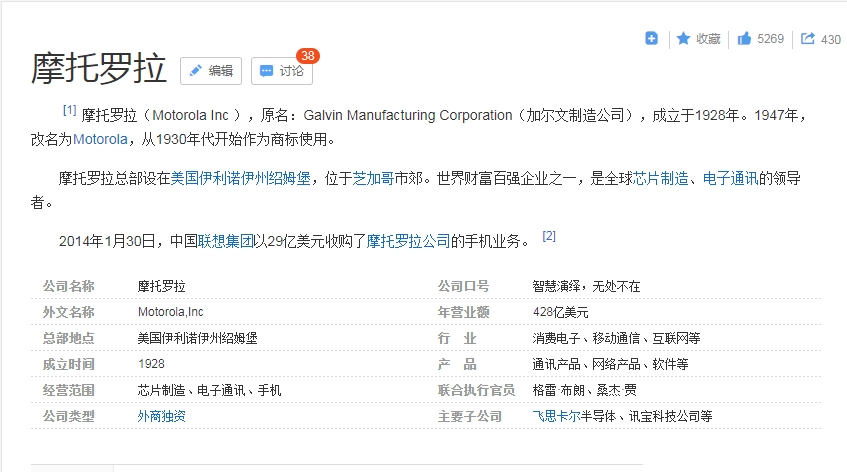 收藏 5269 430
摩托罗拉 编辑 讨论 38
[1] 摩托罗拉（Motorola Inc ），原名：Galvin Manufacturing Corporation（加尔文制造公司），成立于1928年。1947年，
改名为Motorola，从1930年代开始作为商标使用。
摩托罗拉总部设在美国伊利诺伊州绍姆堡，位于芝加哥市郊。世界财富百强企业之一，是全球芯片制造、电子通讯的领导
者。
2014年1月30日，中国联想集团以29亿美元收购了摩托罗拉公司的手机业务。 [2]
公司名称 摩托罗拉 公司口号 智慧演绎，无处不在
外文名称 Motorola,Inc 年营业额 428亿美元
总部地点 美国伊利诺伊州绍姆堡 行 业 消费电子、移动通信、互联网等
成立时间 1928 产 品 通讯产品、网络产品、软件等
经营范围 芯片制造、电子通讯、手机 联合执行官员 格雷·布朗、桑杰·贾
公司类型 外商独资 主要子公司 飞思卡尔半导体、讯宝科技公司等